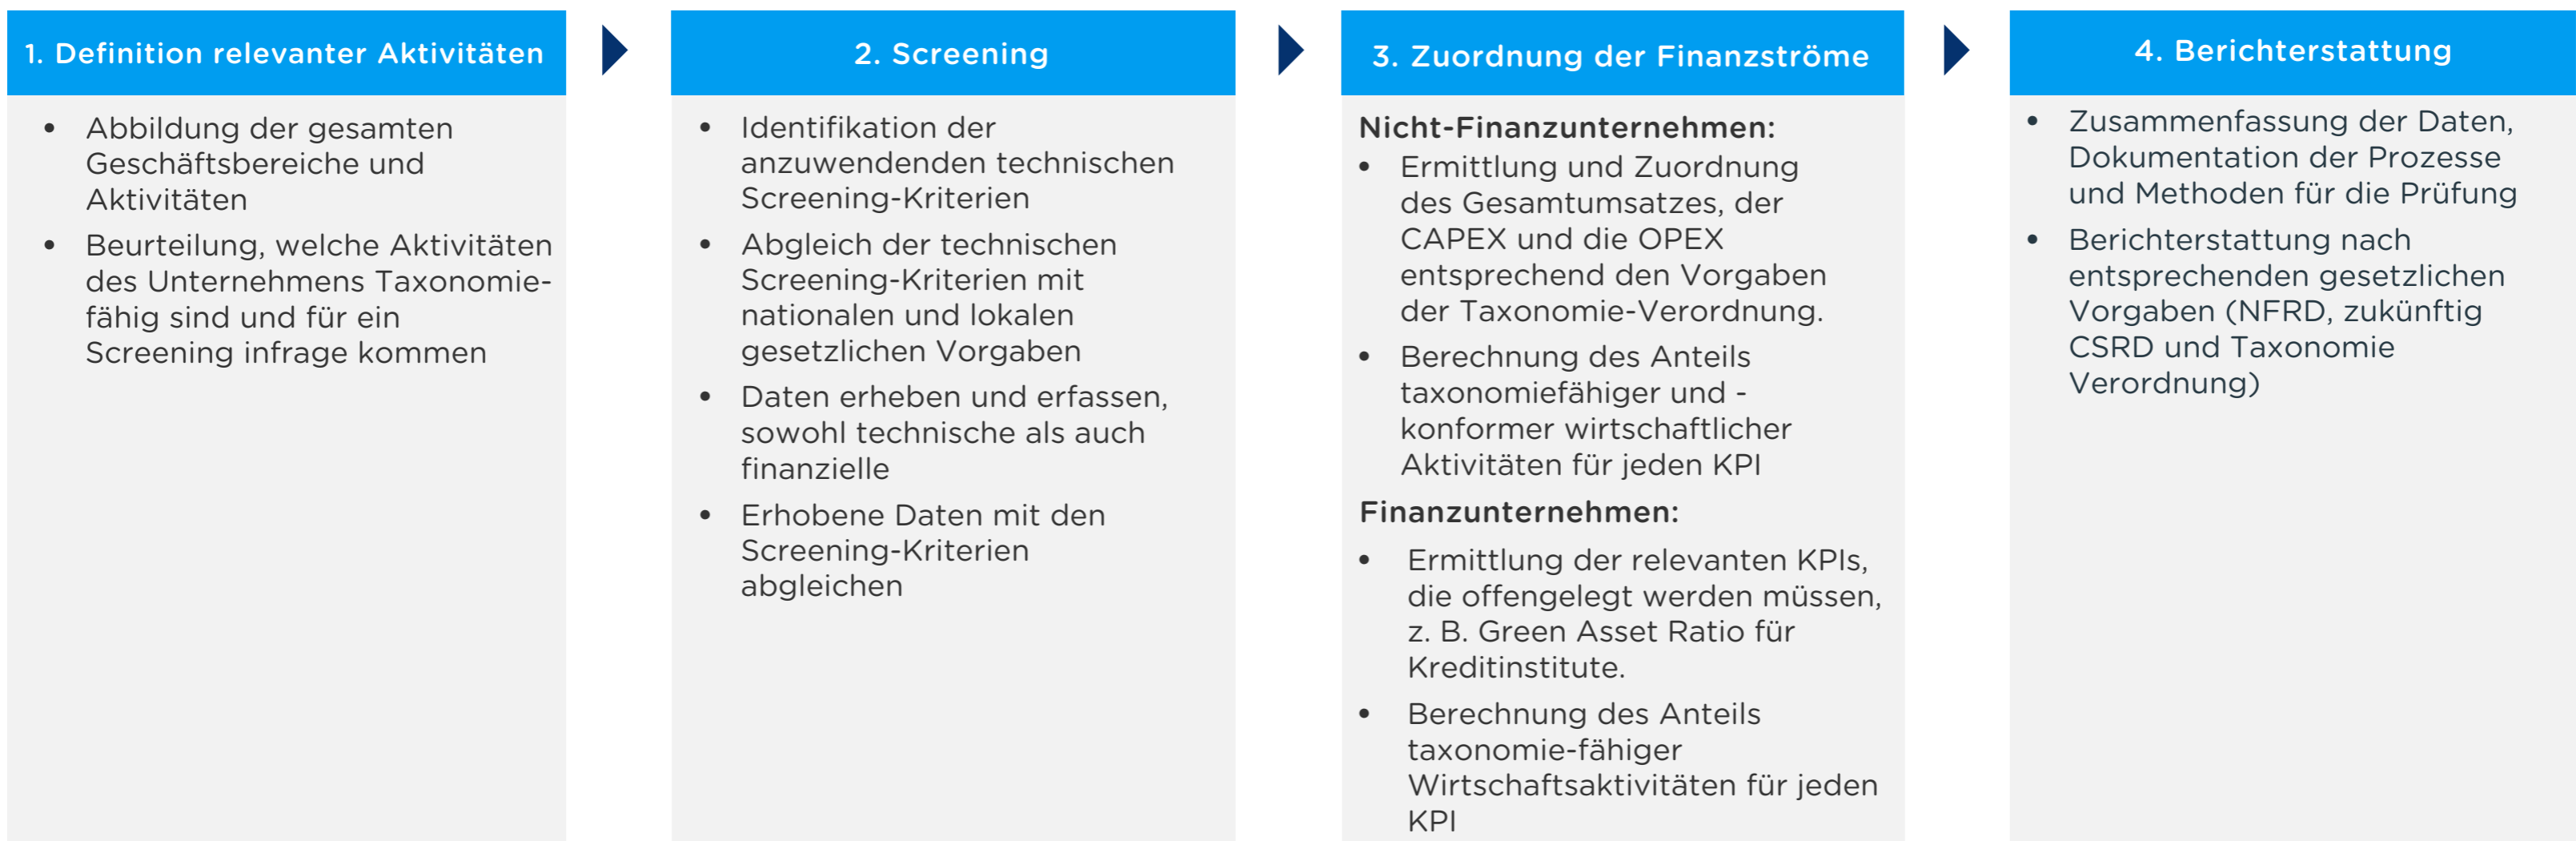 1. Definition relevanter Aktivitäten
• Abbildung der gesamten
Geschäftsbereiche und
Aktivitäten
• Beurteilung, welche Aktivitäten
des Unternehmens Taxonomie-
fähig sind und für ein
Screening infrage kommen
2. Screening
• Identifikation der
anzuwendenden technischen
Screening-Kriterien
• Abgleich der technischen
Screening-Kriterien mit
nationalen und lokalen
gesetzlichen Vorgaben
• Daten erheben und erfassen,
sowohl technische als auch
finanzielle
• Erhobene Daten mit den
Screening-Kriterien
abgleichen
3. Zuordnung der Finanzströme
Nicht-Finanzunternehmen:
• Ermittlung und Zuordnung
des Gesamtumsatzes, der
CAPEX und die OPEX
entsprechend den Vorgaben
der Taxonomie-Verordnung.
• Berechnung des Anteils
taxonomiefähiger und -
konformer wirtschaftlicher
Aktivitäten für jeden KPI
Finanzunternehmen:
• Ermittlung der relevanten KPIs,
die offengelegt werden müssen,
z. B. Green Asset Ratio für
Kreditinstitute.
• Berechnung des Anteils
taxonomie-fähiger
Wirtschaftsaktivitäten für jeden
KPI
4. Berichterstattung
• Zusammenfassung der Daten,
Dokumentation der Prozesse
und Methoden für die Prüfung
• Berichterstattung nach
entsprechenden gesetzlichen
Vorgaben (NFRD, zukünftig
CSRD und Taxonomie
Verordnung)